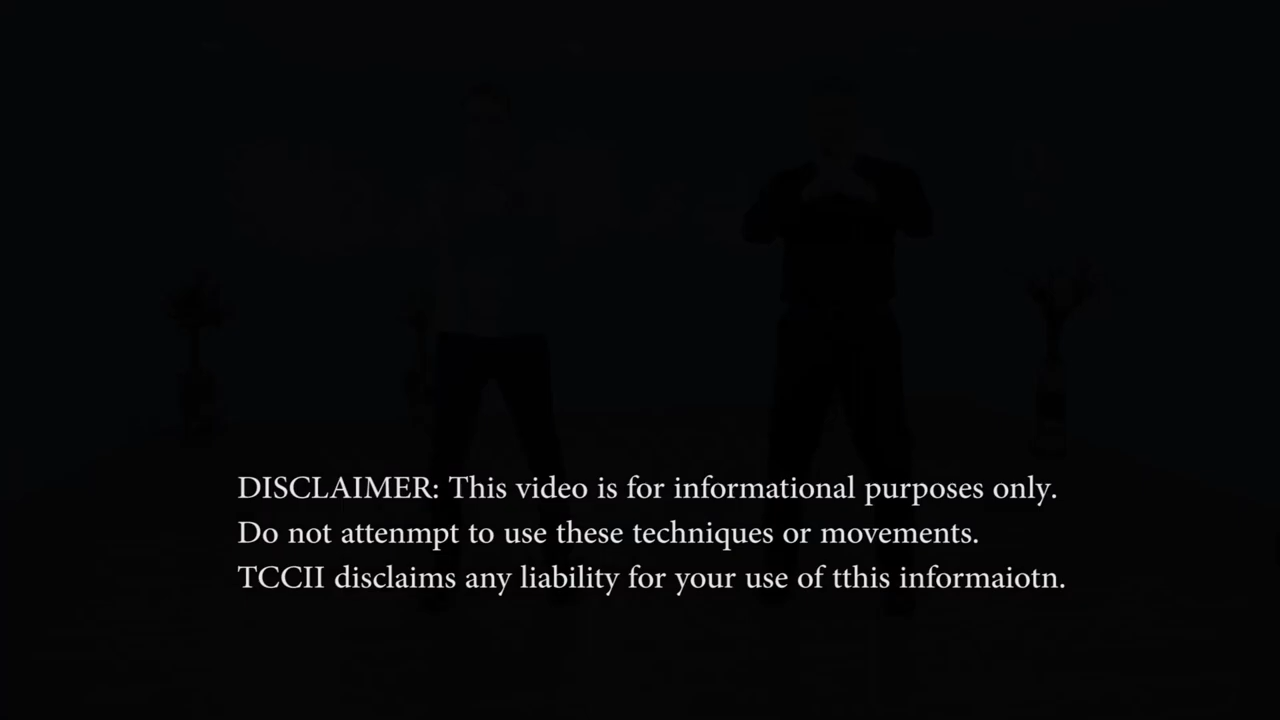 DISCLAIMER: This video is for informational purposes only.
Do not attenmpt to use these techniques or movements.
TCCII disclaims any liability for your use of tthis informaiotn.